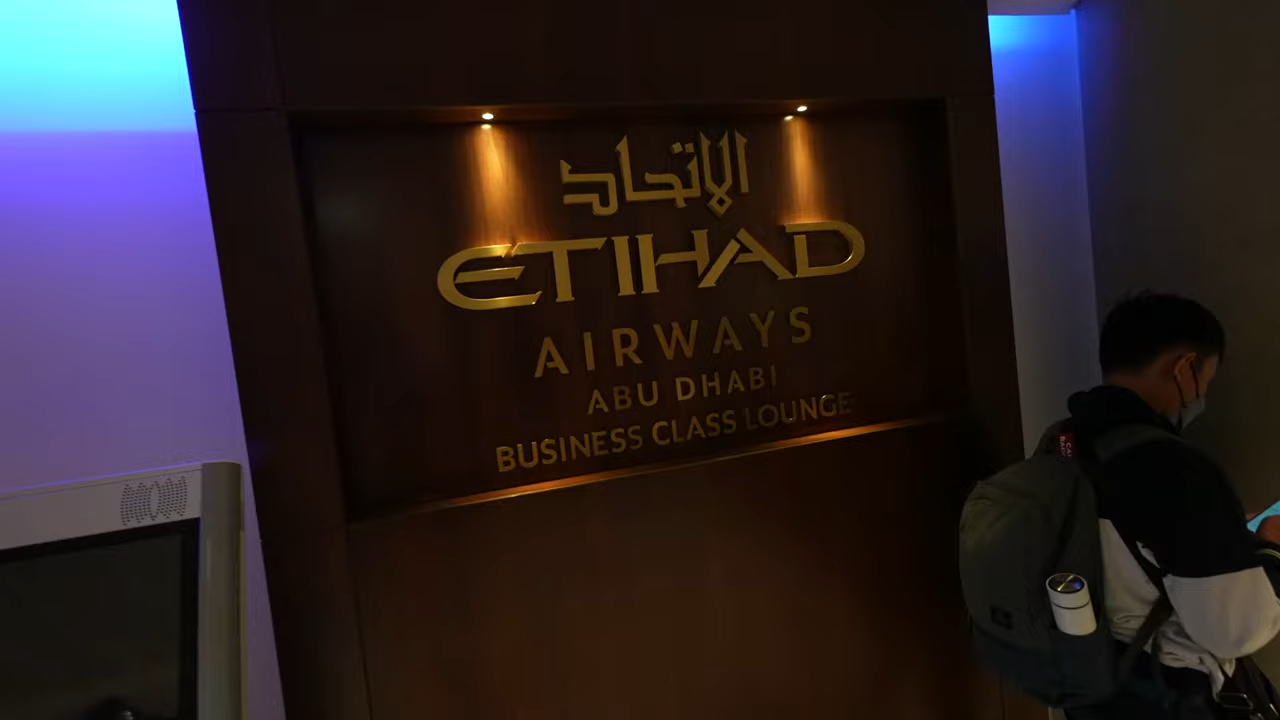 الاتحاد
ETIHAD
AIRWAYS
ABU DHABI
BUSINESS CLASS LOUNGE